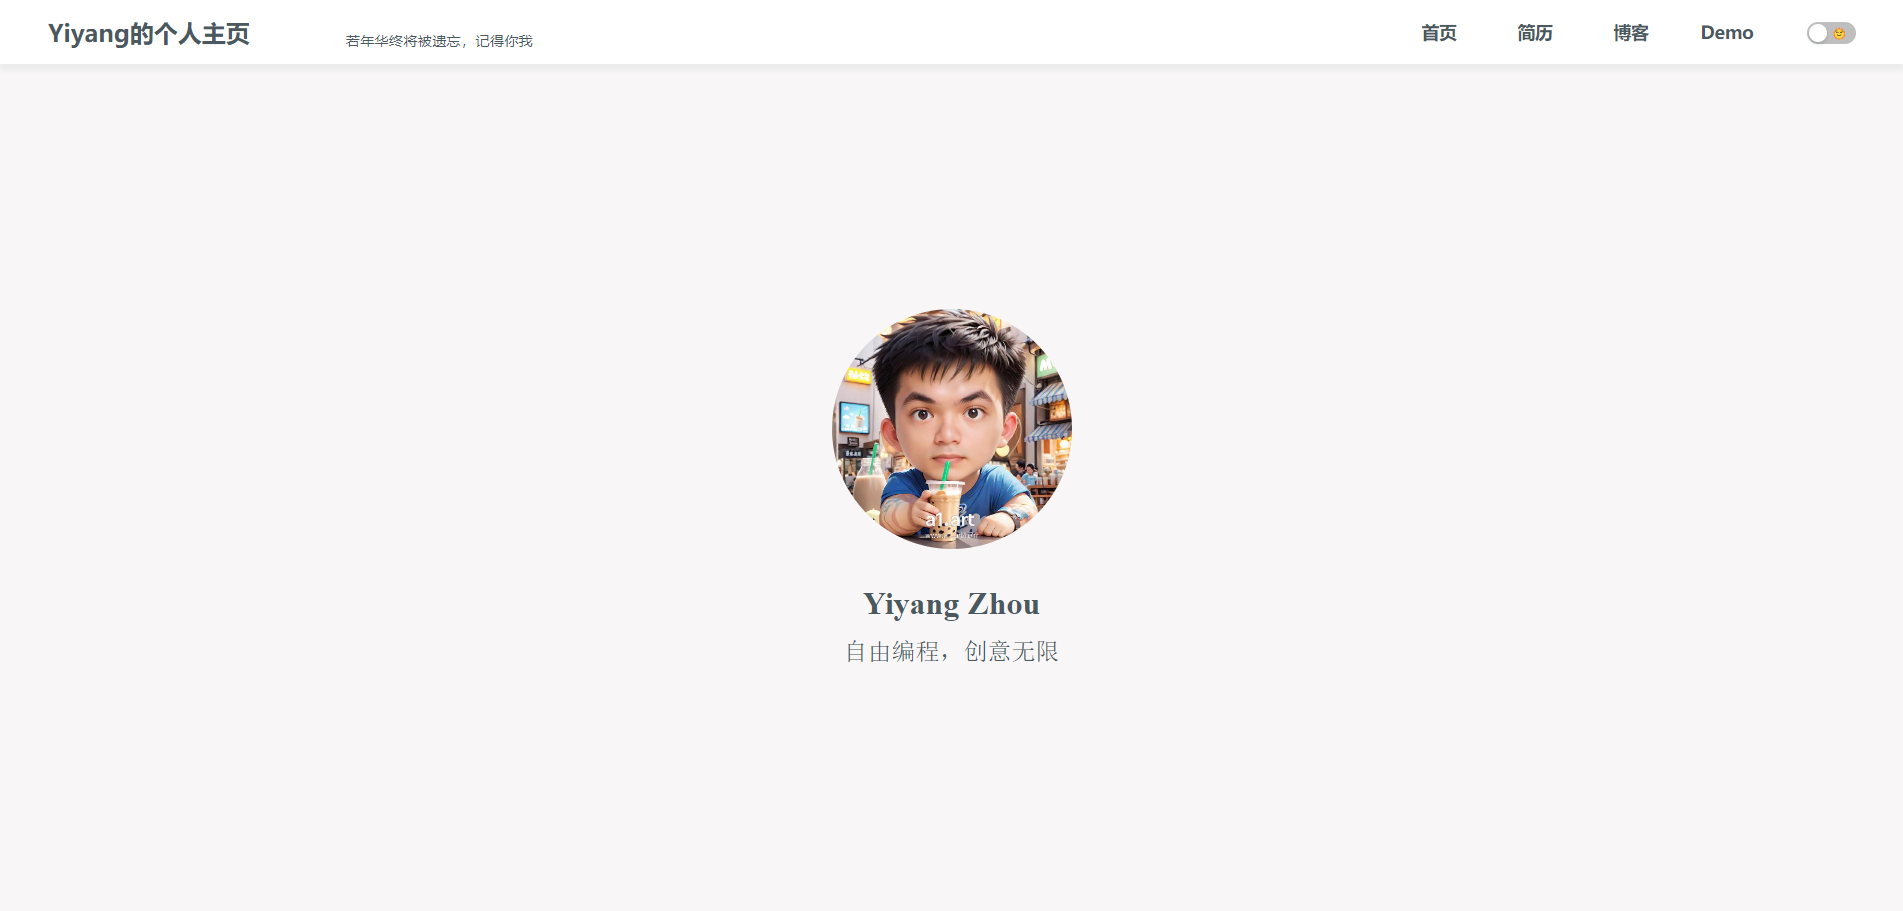 Yiyang的个人主页
若年华终将被遗忘，记得你我
首页 简历 博客 Demo
a1.art
Yiyang Zhou
自由编程，创意无限